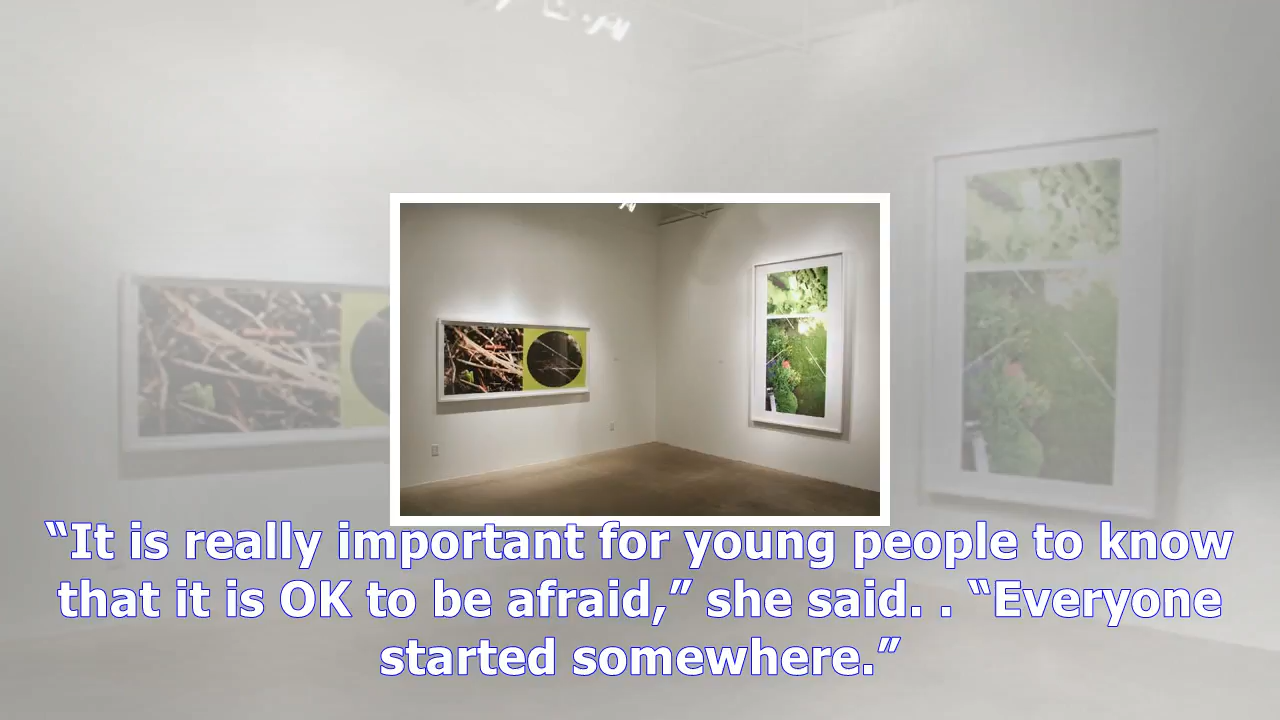 “It is really important for young people to know
that it is OK to be afraid,” she said. . “Everyone
started somewhere.”